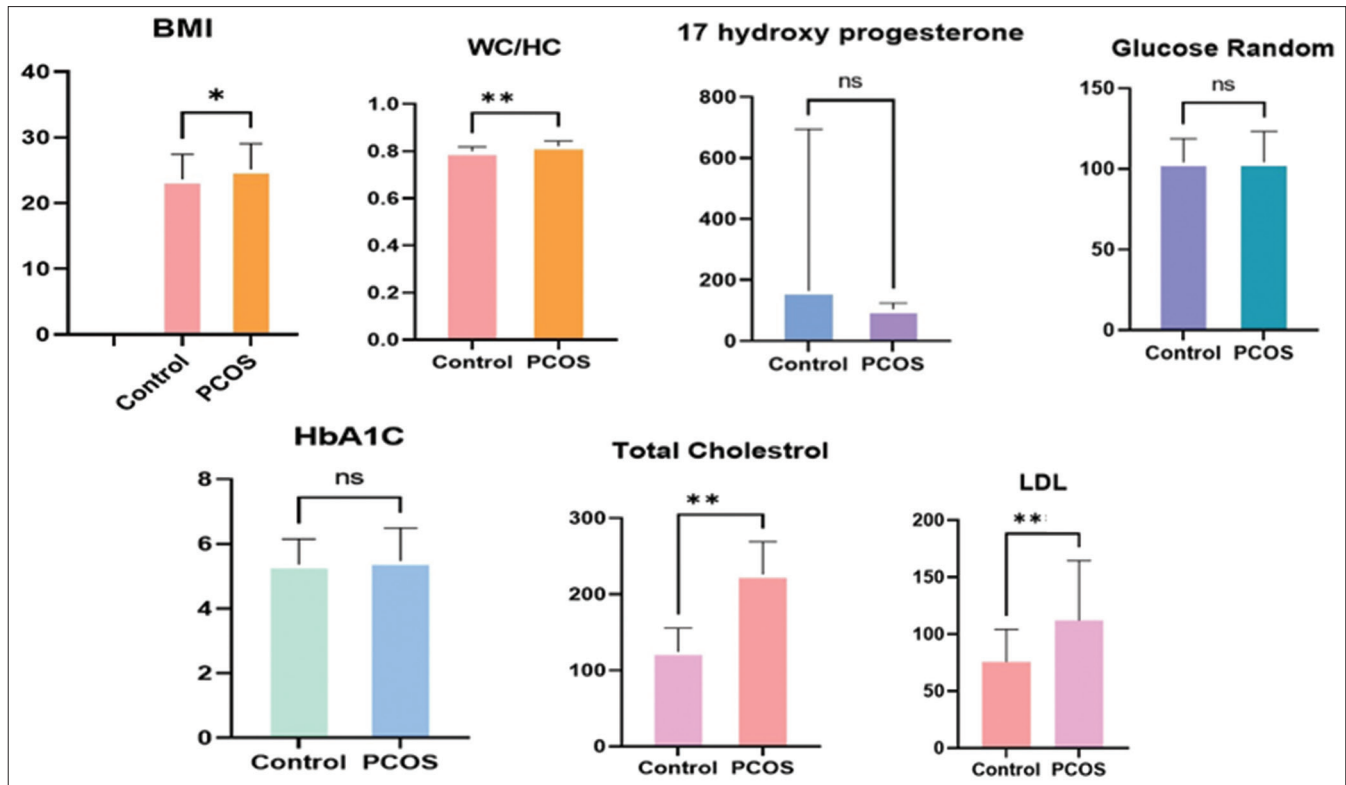 BMI
40
30
20
10
0
*
Control
PCOS
WC/HC
1.0
0.8
0.6
0.4
0.2
0.0
**
Control PCOS
17 hydroxy progesterone
800
600
400
200
0
ns
Control PCOS
Glucose Random
150
100
50
0
ns
Control PCOS
HbA1C
8
6
4
2
0
ns
Control PCOS
Total Cholestrol
300
200
100
0
**
Control PCOS
LDL
200
150
100
50
0
**
Control PCOS